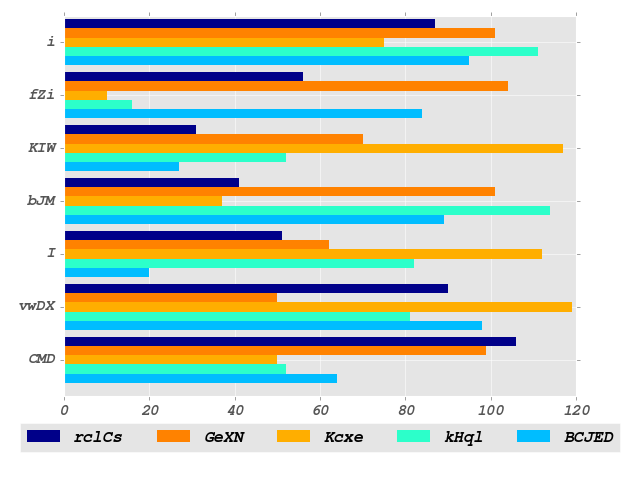 i
fZi
KIW
bJM
I
vwDX
CMD
0 20 40 60 80 100 120
rclCs GeXN Kcxe kHql BCJED